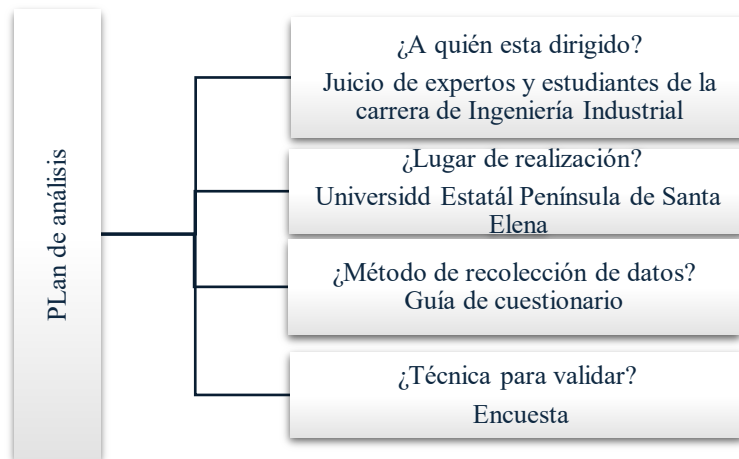 PLan de análisis
¿A quién esta dirigido?
Juicio de expertos y estudiantes de la
carrera de Ingeniería Industrial
¿Lugar de realización?
Universidd Estatál Península de Santa
Elena
¿Método de recolección de datos?
Guía de cuestionario
¿Técnica para validar?
Encuesta